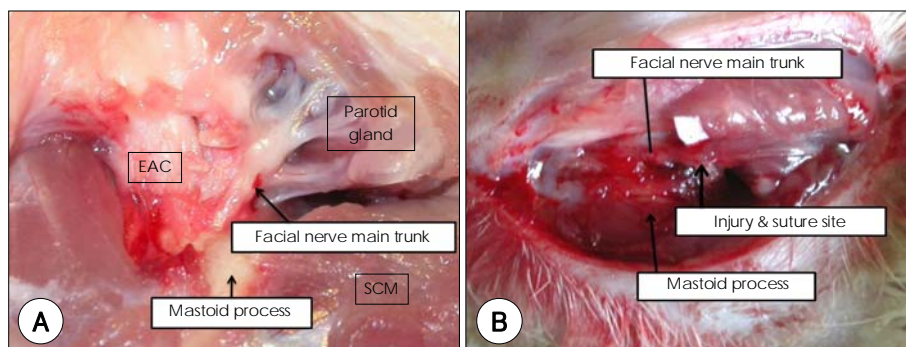 Parotid
gland
EAC
Facial nerve main trunk
Mastoid process
SCM
A
Facial nerve main trunk
Injury & suture site
Mastoid process
B